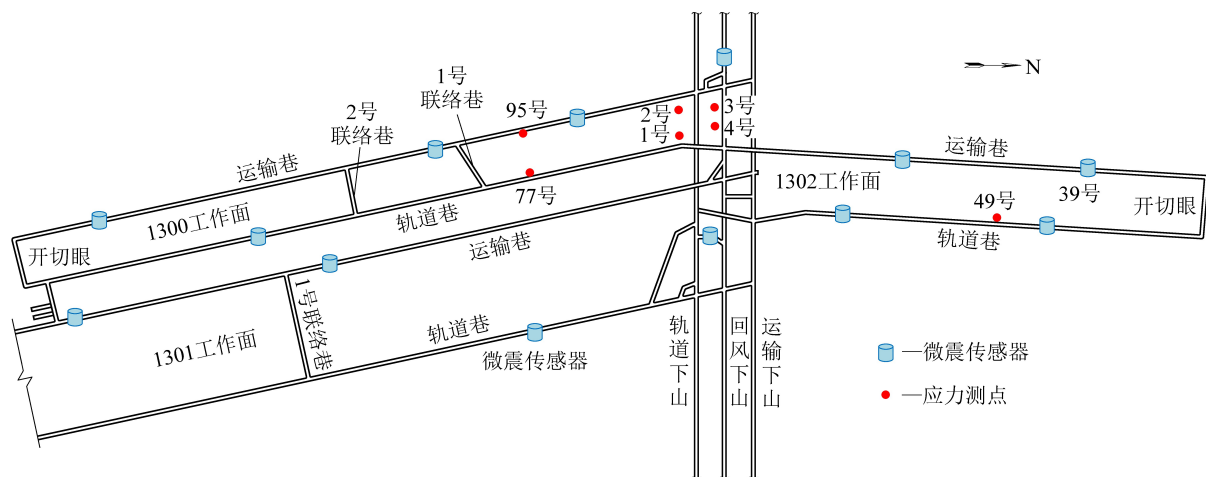 N
1号
联络巷
2号
联络巷
95号
2号
1号
3号
4号
运输巷
运输巷
77号
1302工作面
39号
49号
开切眼
轨道巷
1300工作面
轨道巷
运输巷
开切眼
1号联络巷
1301工作面
轨道巷
微震传感器
轨道下山
回风下山
运输下山
—微震传感器
—应力测点